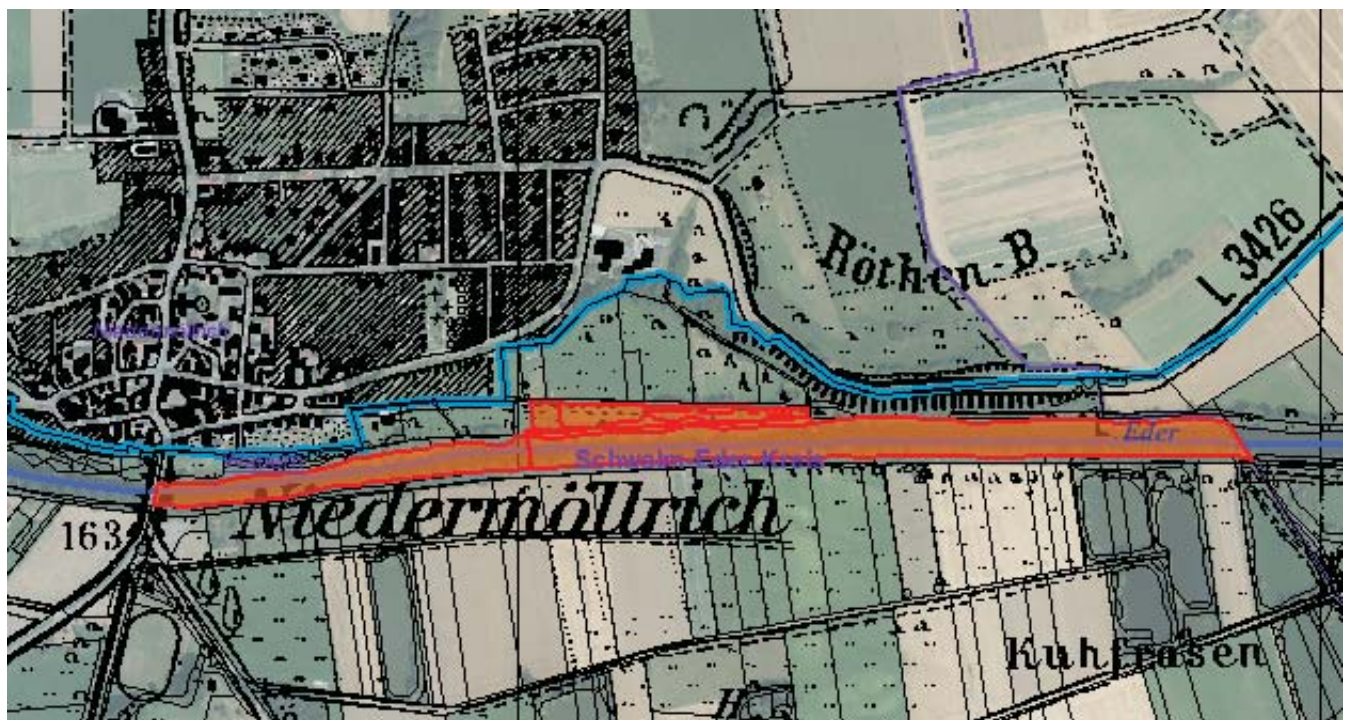 Röthen-B
L 3426
Eder
Schwalm-Eder-Kreis
Niedermöllrich
163
Kuhfrasen
H